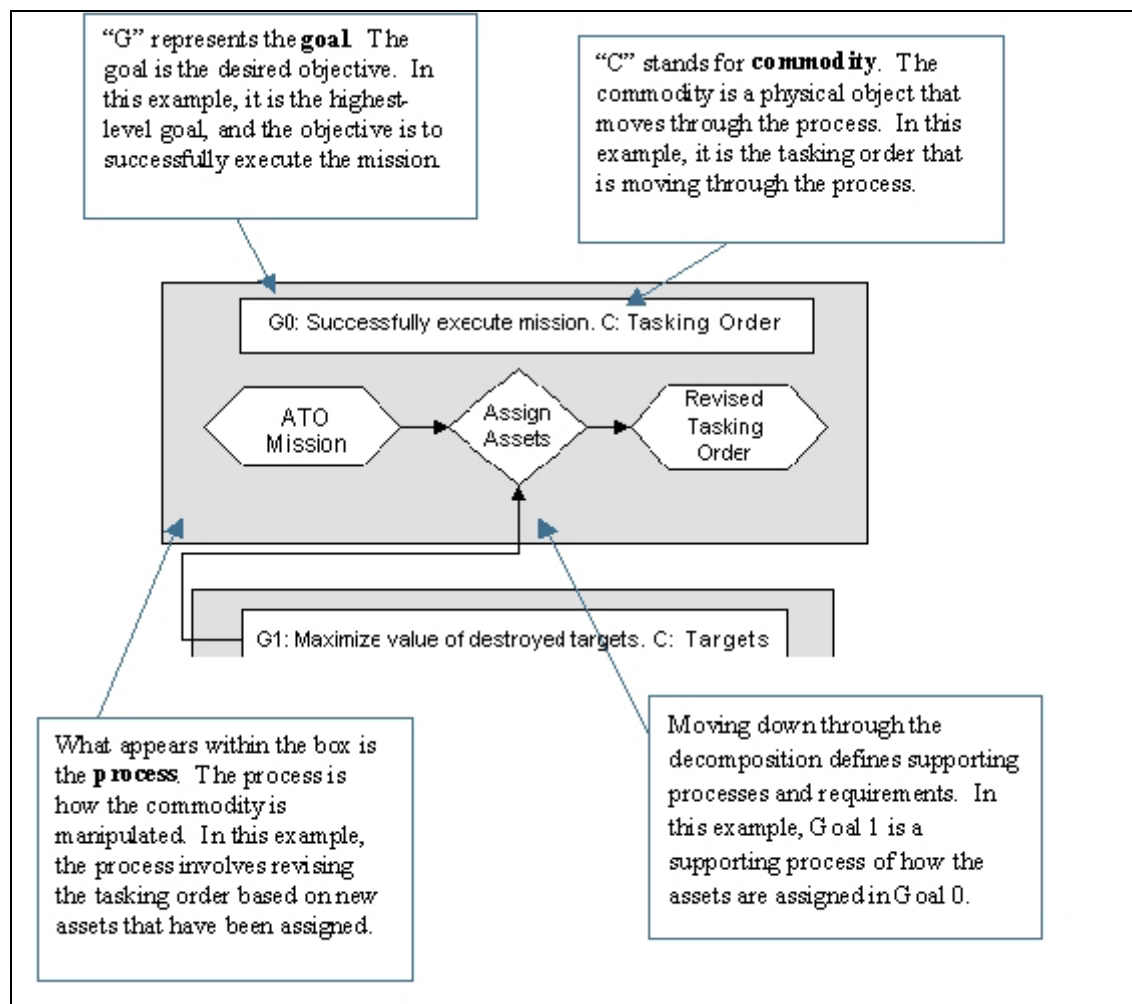 “G” represents the goal. The
goal is the desired objective. In
this example, it is the highest-
level goal, and the objective is to
successfully execute the mission
“C” stands for commodity. The
commodity is a physical object that
moves through the process. In this
example, it is the tasking order that
is moving through the process.
G0: Successfully execute mission. C: Tasking Order
ATO
Mission
Assign
Assets
Revised
Tasking
Order
G1: Maximize value of destroyed targets. C: Targets
What appears within the box is
the process. The process is
how the commodity is
manipulated. In this example,
the process involves revising
the tasking order based on new
assets that have been assigned.
Moving down through the
decomposition defines supporting
processes and requirements. In
this example, Goal 1 is a
supporting process of how the
assets are assigned in Goal 0.